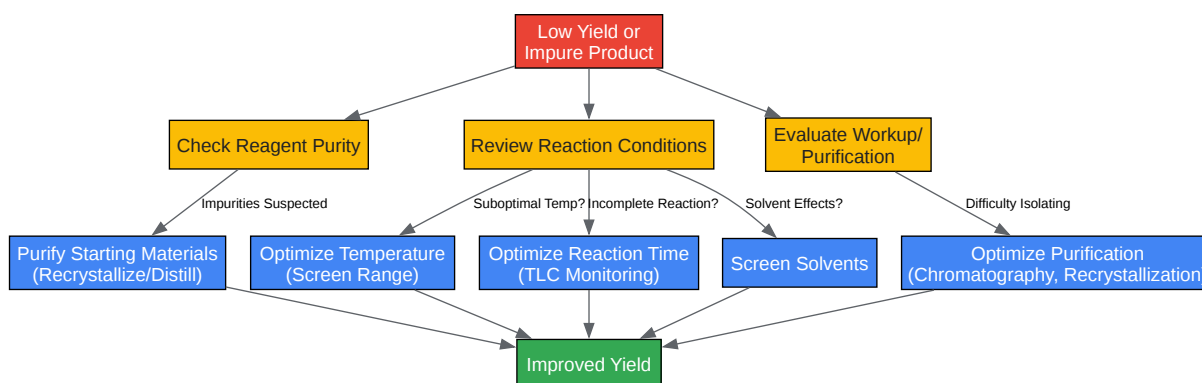 Low Yield or
Impure Product
Check Reagent Purity
Review Reaction Conditions
Evaluate Workup/
Purification
Impurities Suspected
Suboptimal Temp?
Incomplete Reaction?
Solvent Effects?
Difficulty Isolating
Purify Starting Materials
(Recrystallize/Distill)
Optimize Temperature
(Screen Range)
Optimize Reaction Time
(TLC Monitoring)
Screen Solvents
Optimize Purification
(Chromatography, Recrystallization)
Improved Yield